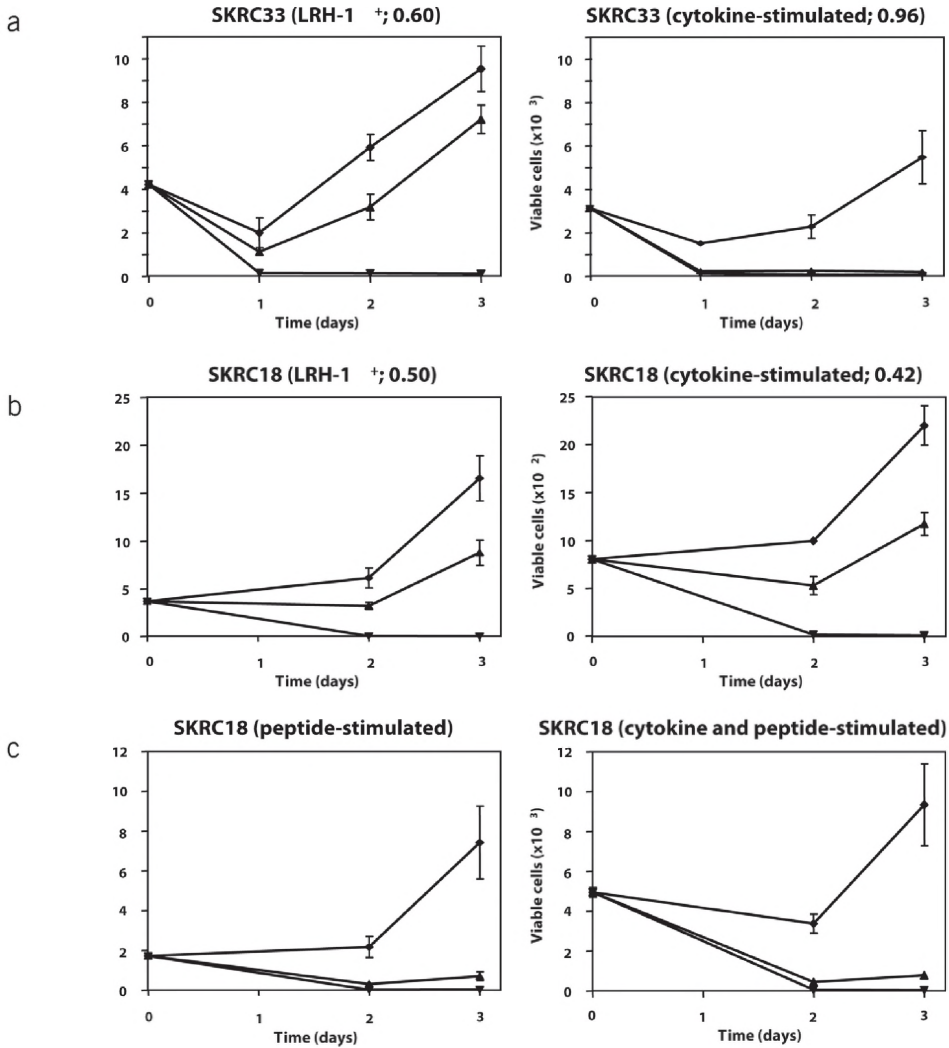 a
SKRC33 (LRH-1 +; 0.60)
10
8
6
4
2
0
0 1 2 3
Time (days)
SKRC33 (cytokine-stimulated; 0.96)
Viable cells (x10 3)
10
8
6
4
2
0
0 1 2 3
Time (days)
b
SKRC18 (LRH-1 +; 0.50)
25
20
15
10
5
0
0 1 2 3
Time (days)
SKRC18 (cytokine-stimulated; 0.42)
Viable cells (x10 2)
25
20
15
10
5
0
0 1 2 3
Time (days)
c
SKRC18 (peptide-stimulated)
12
10
8
6
4
2
0
0 1 2 3
Time (days)
SKRC18 (cytokine and peptide-stimulated)
Viable cells (x10 3)
12
10
8
6
4
2
0
0 1 2 3
Time (days)